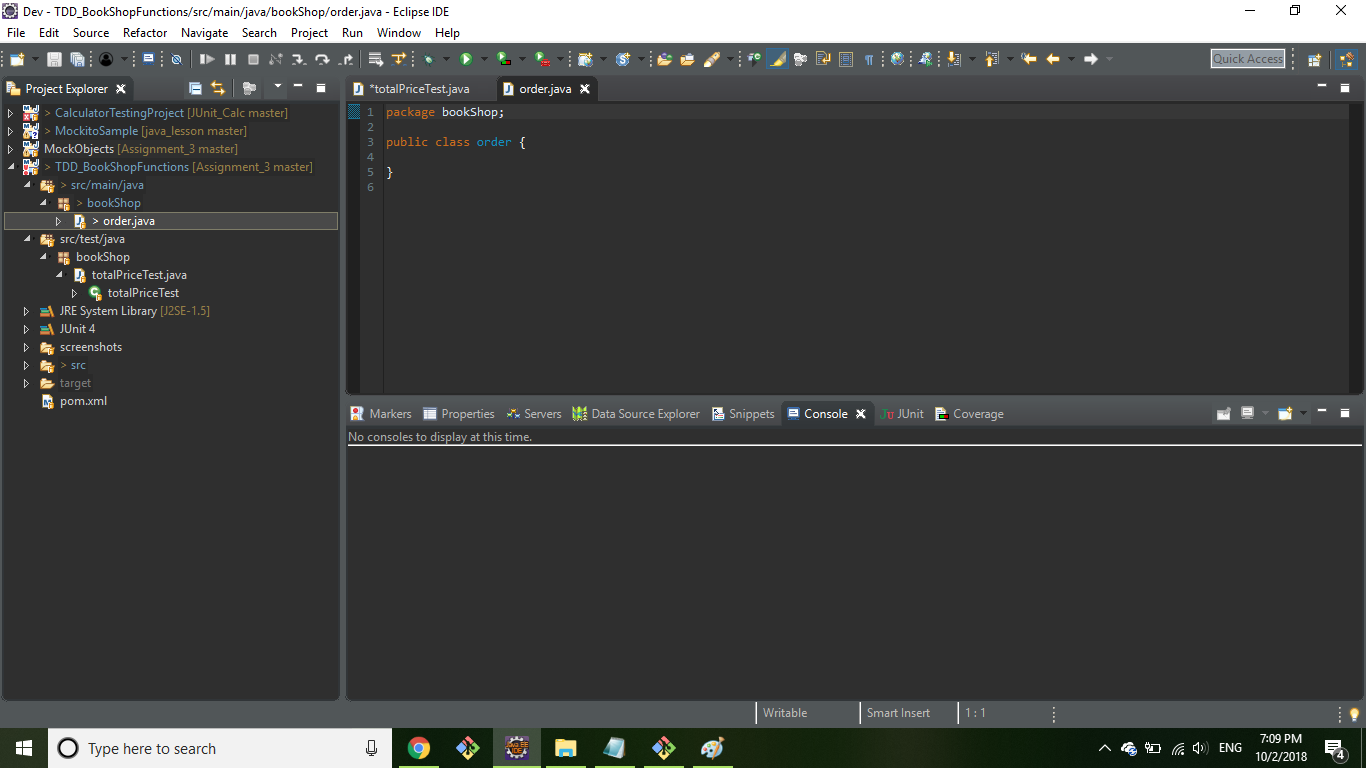 Dev - TDD_BookShopFunctions/src/main/java/bookShop/order.java - Eclipse IDE
File Edit Source Refactor Navigate Search Project Run Window Help
Quick Access
Project Explorer
> CalculatorTestingProject [JUnit_Calc master]
> MockitoSample [java_lesson master]
MockObjects [Assignment_3 master]
> TDD_BookShopFunctions [Assignment_3 master]
> src/main/java
> bookShop
> order.java
src/test/java
bookShop
totalPriceTest.java
totalPriceTest
JRE System Library [J2SE-1.5]
JUnit 4
screenshots
> src
target
pom.xml
*totalPriceTest.java order.java
1 package bookShop;
2
3 public class order {
4
5 }
6
Markers Properties Servers Data Source Explorer Snippets Console JUnit Coverage
No consoles to display at this time.
Writable Smart Insert 1 : 1
Type here to search
ENG
7:09 PM
10/2/2018
4